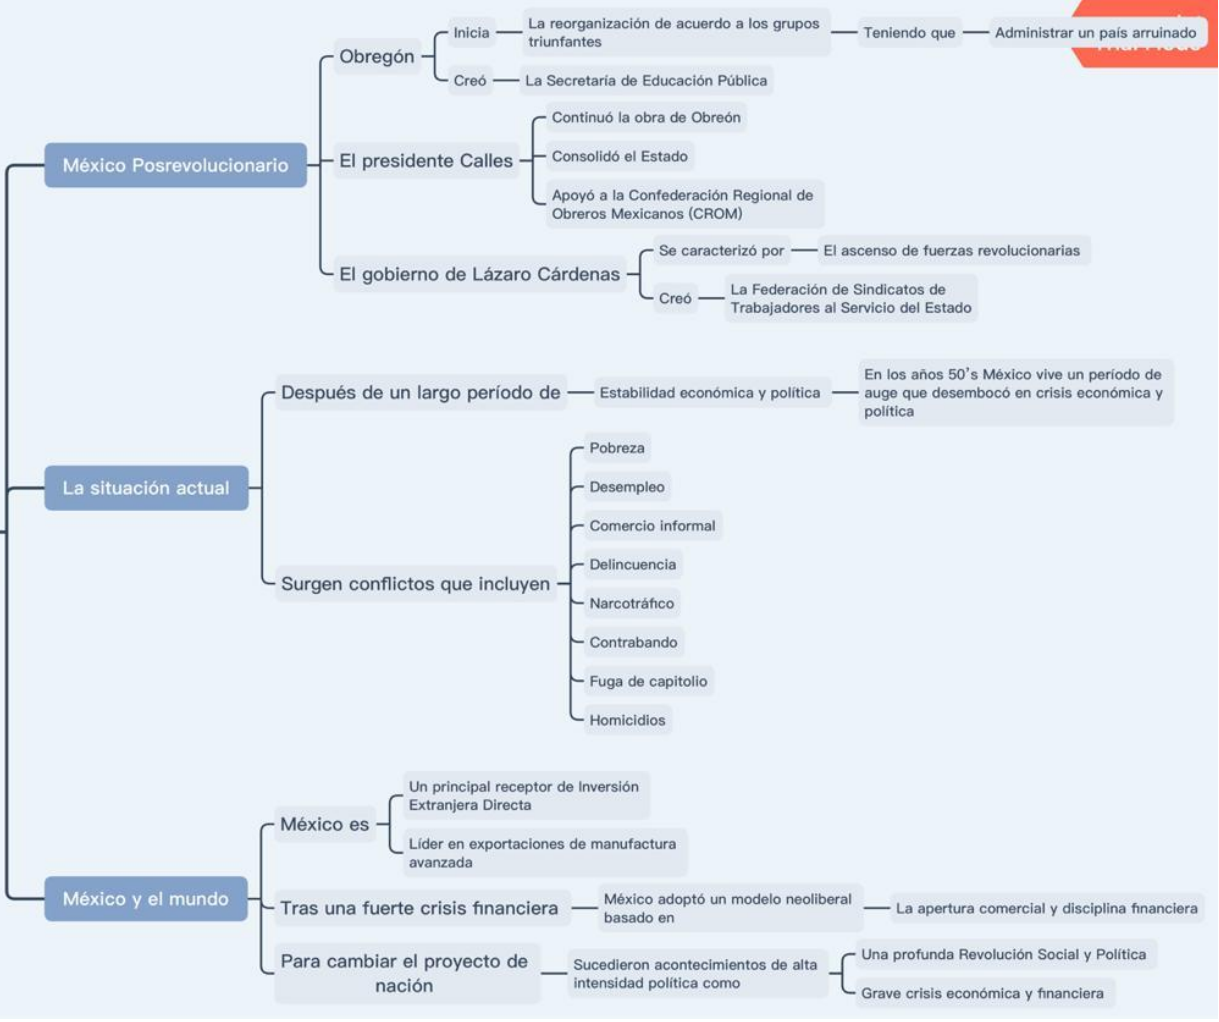 Inicia
La reorganización de acuerdo a los grupos
triunfantes
Teniendo que
Administrar un país arruinado
Obregón
Creó
La Secretaría de Educación Pública
México Posrevolucionario
El presidente Calles
Continuó la obra de Obreón
Consolidó el Estado
Apoyó a la Confederación Regional de
Obreros Mexicanos (CROM)
El gobierno de Lázaro Cárdenas
Se caracterizó por
El ascenso de fuerzas revolucionarias
Creó
La Federación de Sindicatos de
Trabajadores al Servicio del Estado
La situación actual
Después de un largo período de
Estabilidad económica y política
En los años 50’s México vive un período de
auge que desembocó en crisis económica y
política
Surgen conflictos que incluyen
Pobreza
Desempleo
Comercio informal
Delincuencia
Narcotráfico
Contrabando
Fuga de capitolio
Homicidios
México y el mundo
México es
Un principal receptor de Inversión
Extranjera Directa
Líder en exportaciones de manufactura
avanzada
Tras una fuerte crisis financiera
México adoptó un modelo neoliberal
basado en
La apertura comercial y disciplina financiera
Para cambiar el proyecto de
nación
Sucedieron acontecimientos de alta
intensidad política como
Una profunda Revolución Social y Política
Grave crisis económica y financiera